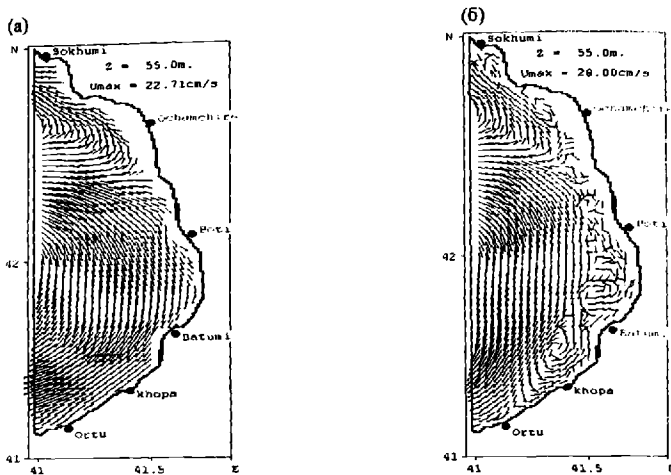 (а)
N
Sokhumi
Z = 55.0m.
Umax = 22.71cm/s
Ochamchire
Poti
42
Batumi
khopa
Ortu
41
41 41.5 E
(б)
N
Sokhumi
Z = 55.0m.
Umax = 20.00cm/s
Poti
42
Batumi
khopa
Ortu
41
41 41.5